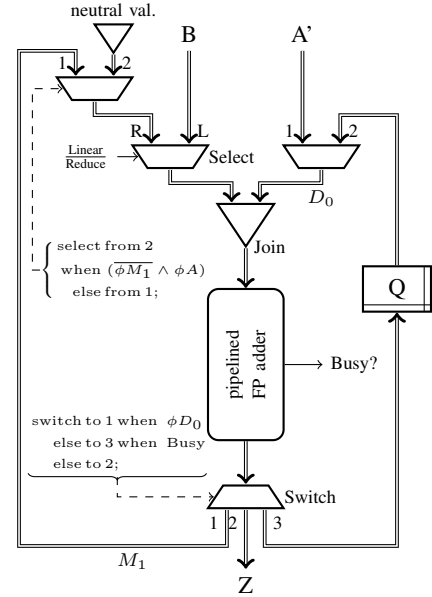 neutral val.
B
A'
1
2
1
2
R
L
Linear
Reduce
Select
D₀
Join
select from 2
when (\overline{ϕM₁} ∧ ϕA)
else from 1;
Q
pipelined
FP adder
Busy?
switch to 1 when ϕD₀
else to 3 when Busy
else to 2;
Switch
1
2
3
M₁
Z